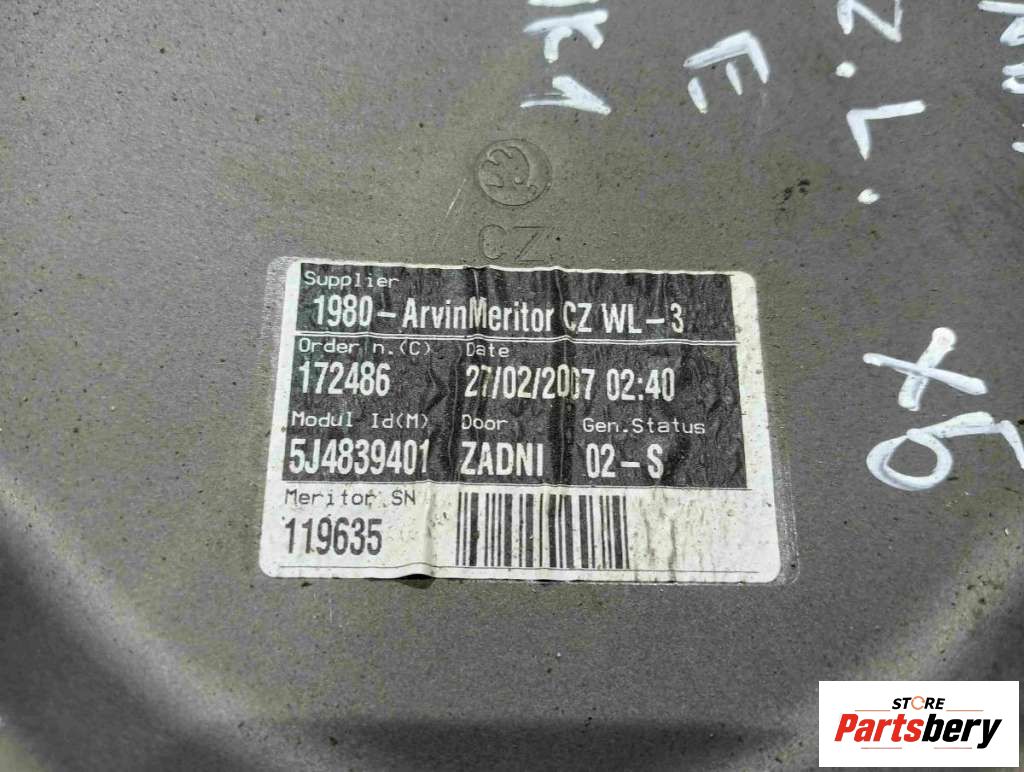 K1
E
Z.L.
X
CZ
Supplier
1980-ArvinMeritor CZ WL-3
Order n.(C) Date
172486 27/02/2007 02:40
Modul Id(M) Door Gen.Status
5J4839401 ZADNI 02-S
Meritor SN
119635
STORE
Partsbery